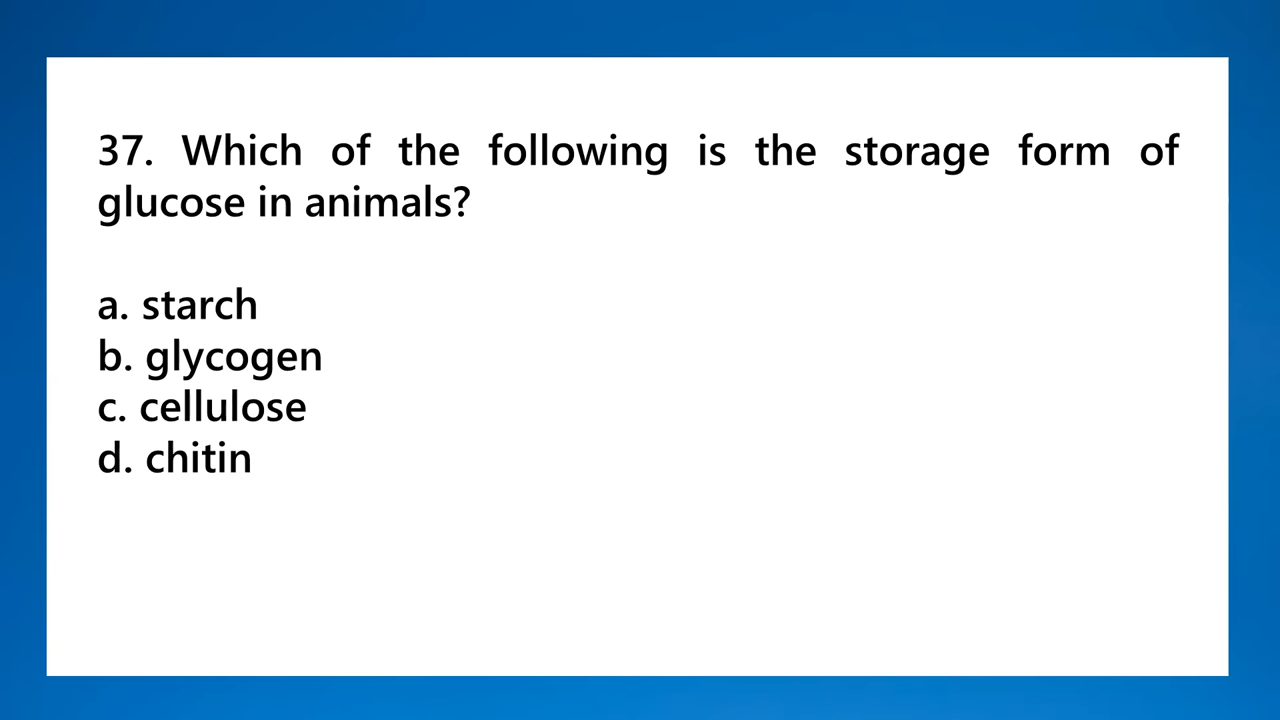 37. Which of the following is the storage form of
glucose in animals?
a. starch
b. glycogen
c. cellulose
d. chitin